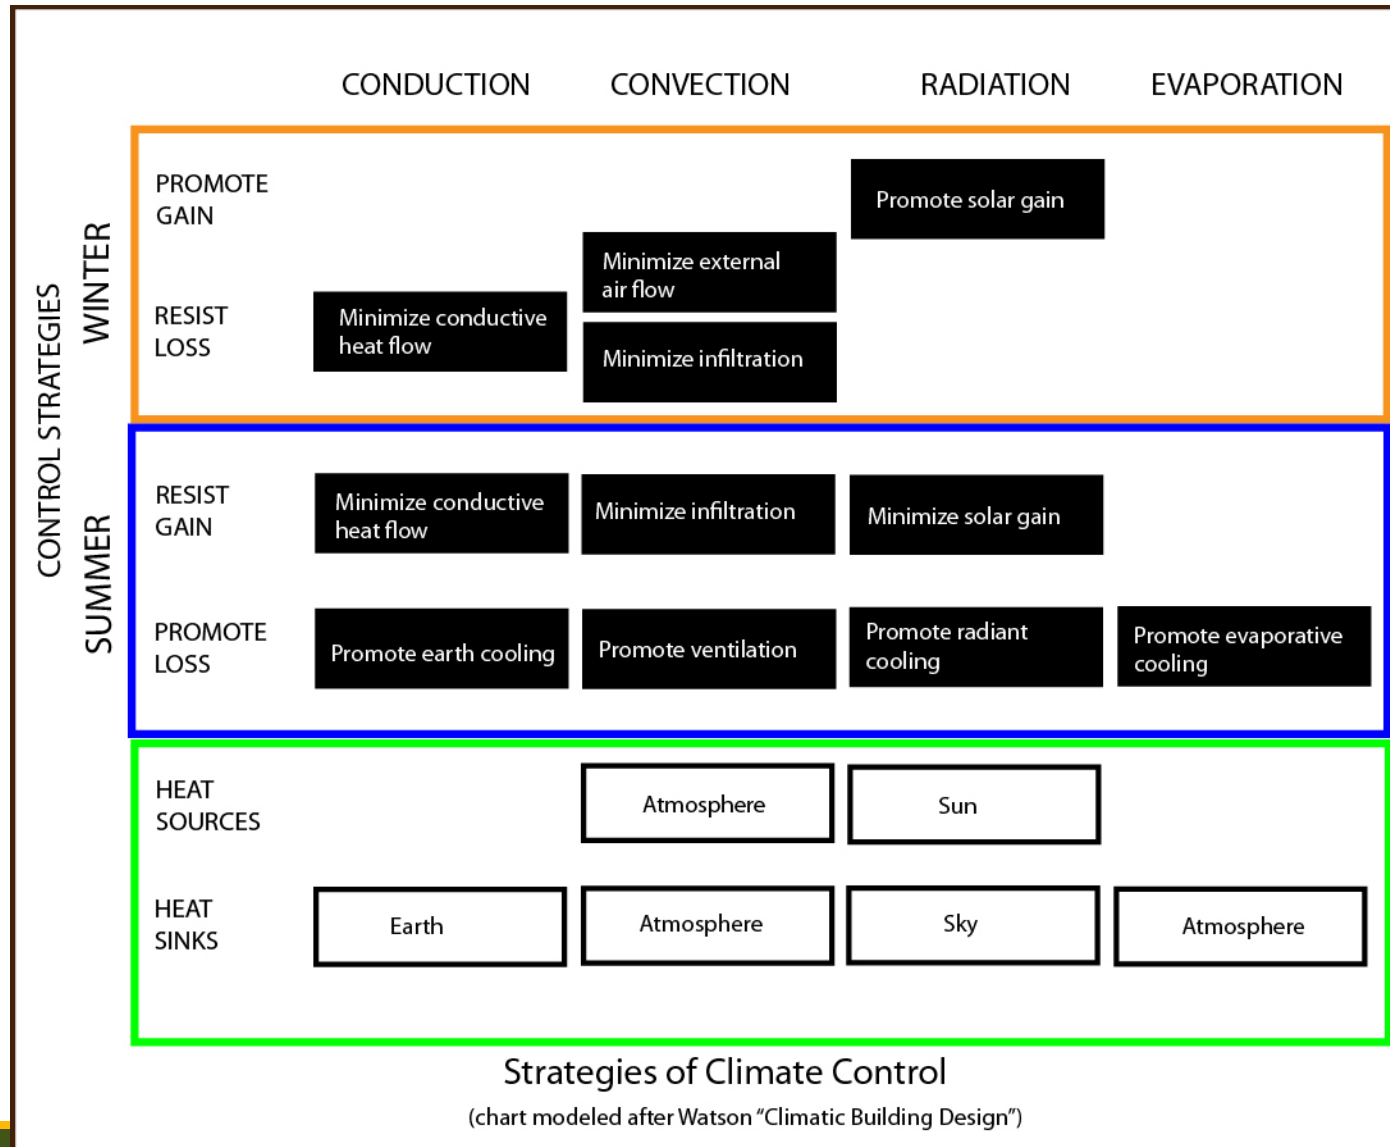 CONDUCTION CONVECTION RADIATION EVAPORATION
CONTROL STRATEGIES
WINTER
PROMOTE
GAIN
Promote solar gain
RESIST
LOSS
Minimize conductive
heat flow
Minimize external
air flow
Minimize infiltration
SUMMER
RESIST
GAIN
Minimize conductive
heat flow
Minimize infiltration
Minimize solar gain
PROMOTE
LOSS
Promote earth cooling
Promote ventilation
Promote radiant
cooling
Promote evaporative
cooling
HEAT
SOURCES
Atmosphere
Sun
HEAT
SINKS
Earth
Atmosphere
Sky
Atmosphere
Strategies of Climate Control
(chart modeled after Watson “Climatic Building Design”)